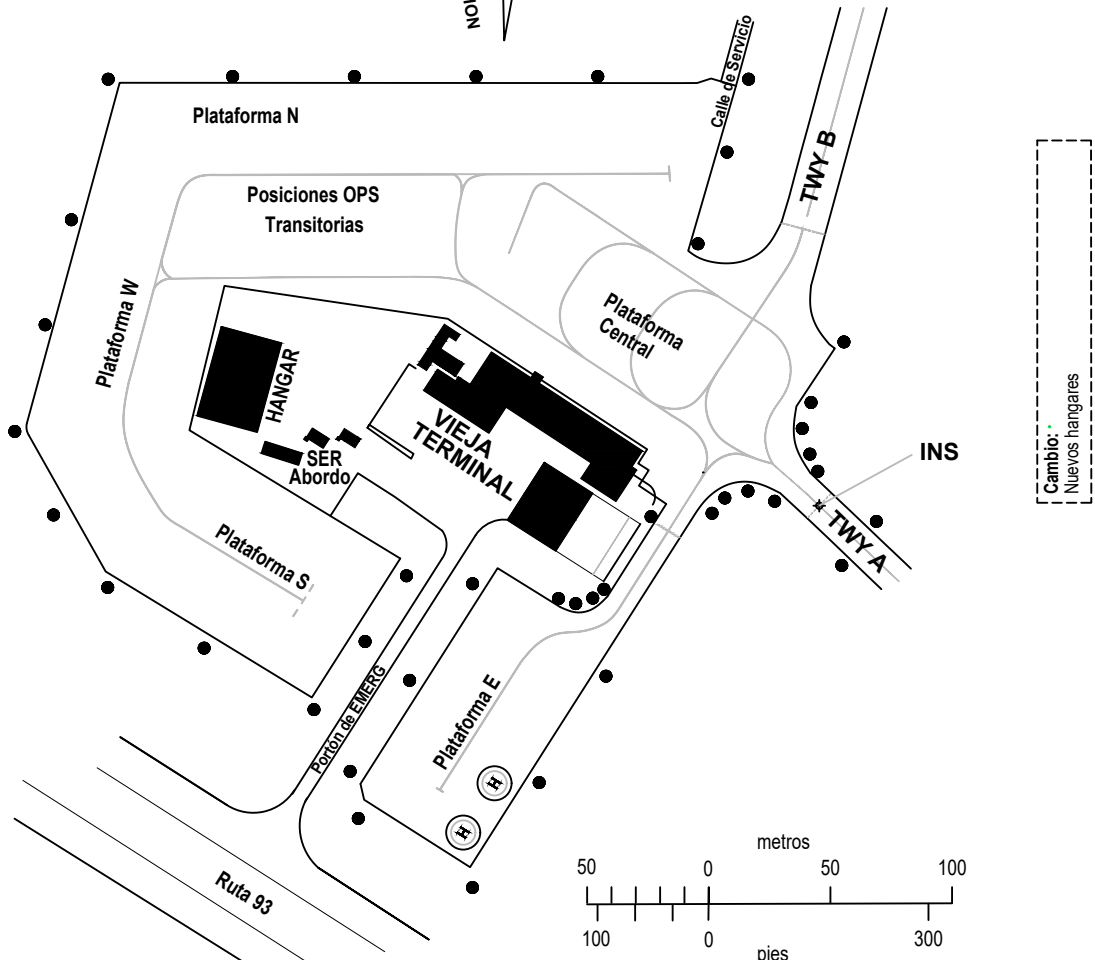 Calle de Servicio
Plataforma N
TWY B
Posiciones OPS
Transitorias
Plataforma W
Plataforma
Central
HANGAR
VIEJA
TERMINAL
SER
Abordo
INS
TWY A
Cambio:
Nuevos hangares
Plataforma S
Portón de EMERG
Plataforma E
H
H
Ruta 93
metros
50 0 50 100
100 0 300
pies